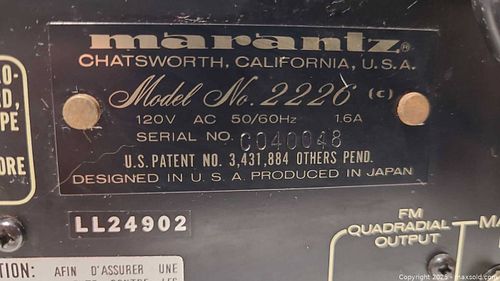 marantz®
CHATSWORTH, CALIFORNIA, U.S.A.
Model No. 2226 (c)
120V AC 50/60Hz 1.6A
SERIAL NO. C040048
U.S. PATENT NO. 3,431,884 OTHERS PEND.
DESIGNED IN U.S.A. PRODUCED IN JAPAN
LL24902
FM
QUADRADIAL
OUTPUT
TION: AFIN D'ASSURER UNE
© Copyright 2025 - maxsold.com